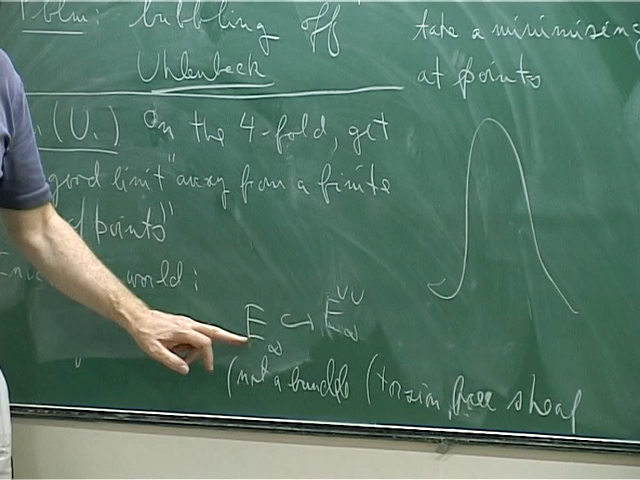 Pblm: bubbling off
Uhlenbeck
take a minimising
at points
(U.) On the 4-fold, get
"good limit" away from a finite
of points"
world:
E∞ ↪ E∞^∨∨
(not a bundle (torsion free sheaf